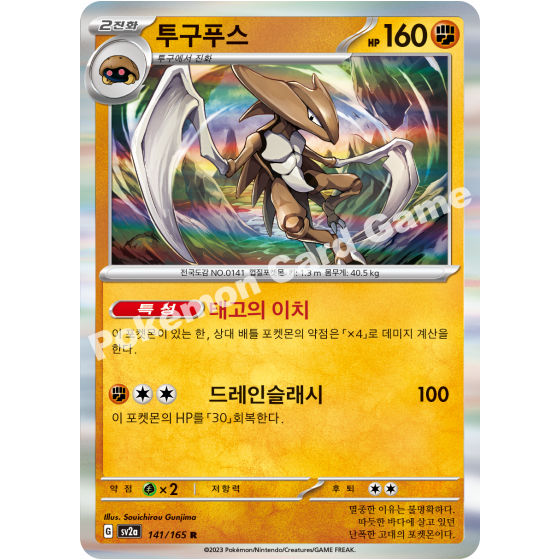 2진화 투구푸스 HP 160
투구에서 진화
전국도감 NO.0141 껍질포켓몬 키: 1.3 m 몸무게: 40.5 kg
특성 태고의 이치
이 포켓몬이 있는 한, 상대 배틀 포켓몬의 약점은 「×4」로 데미지 계산을
한다.
드레인슬래시 100
이 포켓몬의 HP를 「30」 회복한다.
약점 ×2 저항력 후퇴
Illus. Souichirou Gunjima
G sv2a 141/165 R
멸종한 이유는 불명확하다.
따듯한 바다에 살고 있던
난폭한 고대의 포켓몬이다.
©2023 Pokémon/Nintendo/Creatures/GAME FREAK.
Pokémon Card Game